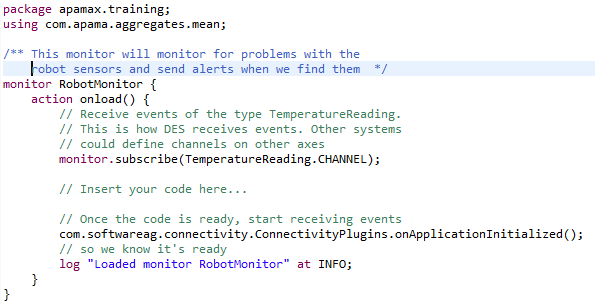 package apamax.training;
using com.apama.aggregates.mean;

/** This monitor will monitor for problems with the
    robot sensors and send alerts when we find them  */
monitor RobotMonitor {
    action onload() {
        // Receive events of the type TemperatureReading.
        // This is how DES receives events. Other systems
        // could define channels on other axes
        monitor.subscribe(TemperatureReading.CHANNEL);

        // Insert your code here...

        // Once the code is ready, start receiving events
        com.softwareag.connectivity.ConnectivityPlugins.onApplicationInitialized();
        // so we know it's ready
        log "Loaded monitor RobotMonitor" at INFO;
    }
}